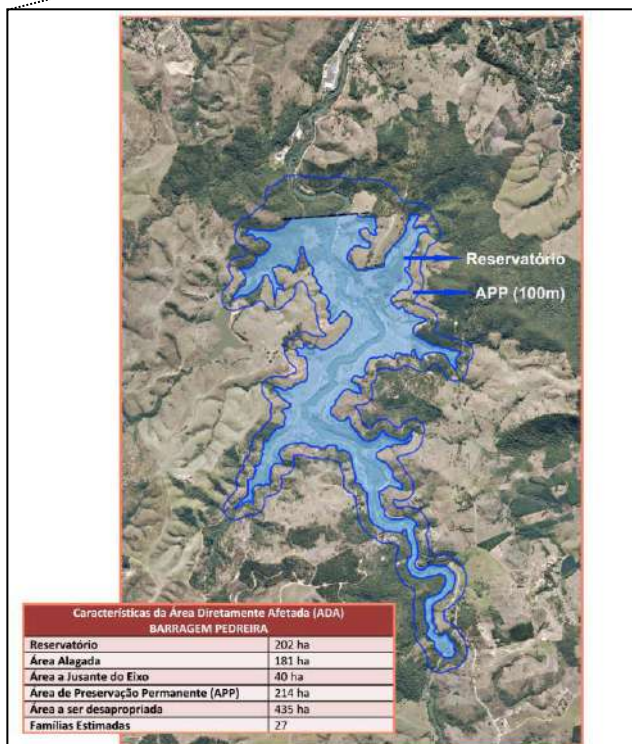 Reservatório
APP (100m)
Características da Área Diretamente Afetada (ADA)
BARRAGEM PEDREIRA
Reservatório 202 ha
Área Alagada 181 ha
Área a Jusante do Eixo 40 ha
Área de Preservação Permanente (APP) 214 ha
Área a ser desapropriada 435 ha
Famílias Estimadas 27